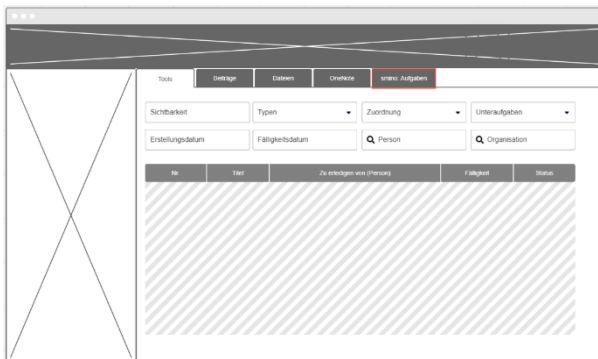 Tools Beiträge Dateien OneNote smino: Aufgaben
Sichtbarkeit Typen Zuordnung Unteraufgaben
Erstellungsdatum Fälligkeitsdatum Person Organisation
Nr. Titel Zu erledigen von (Person) Fälligkeit Status